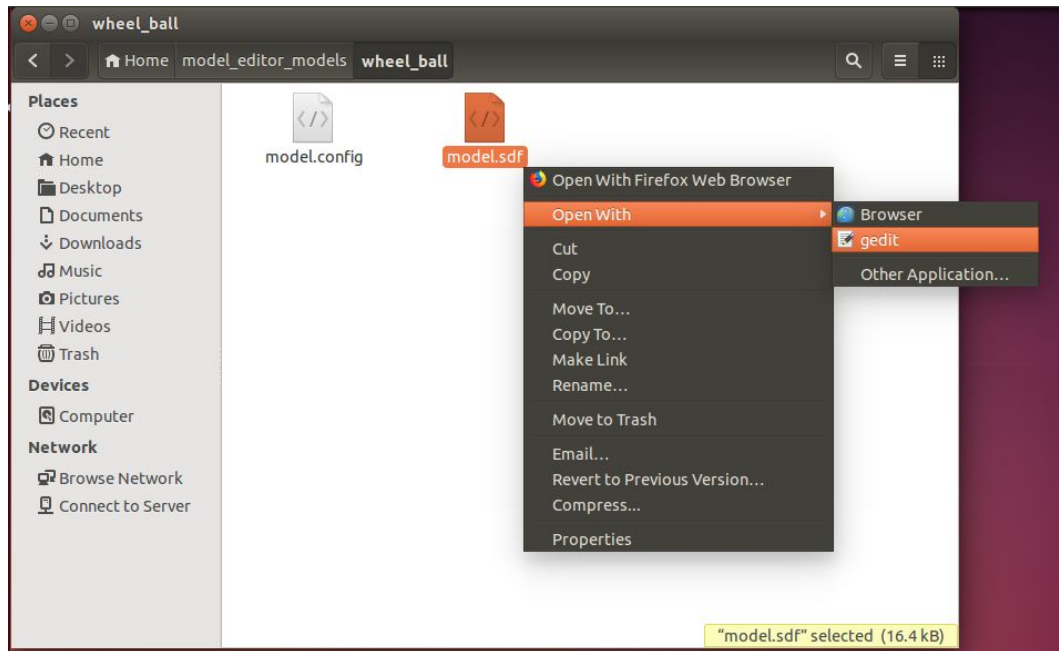 wheel_ball
Home model_editor_models wheel_ball
Places
Recent
Home
Desktop
Documents
Downloads
Music
Pictures
Videos
Trash
Devices
Computer
Network
Browse Network
Connect to Server
model.config
model.sdf
Open With Firefox Web Browser
Open With
Cut
Copy
Move To…
Copy To…
Make Link
Rename…
Move to Trash
Email…
Revert to Previous Version…
Compress...
Properties
Browser
gedit
Other Application…
“model.sdf” selected (16.4 kB)